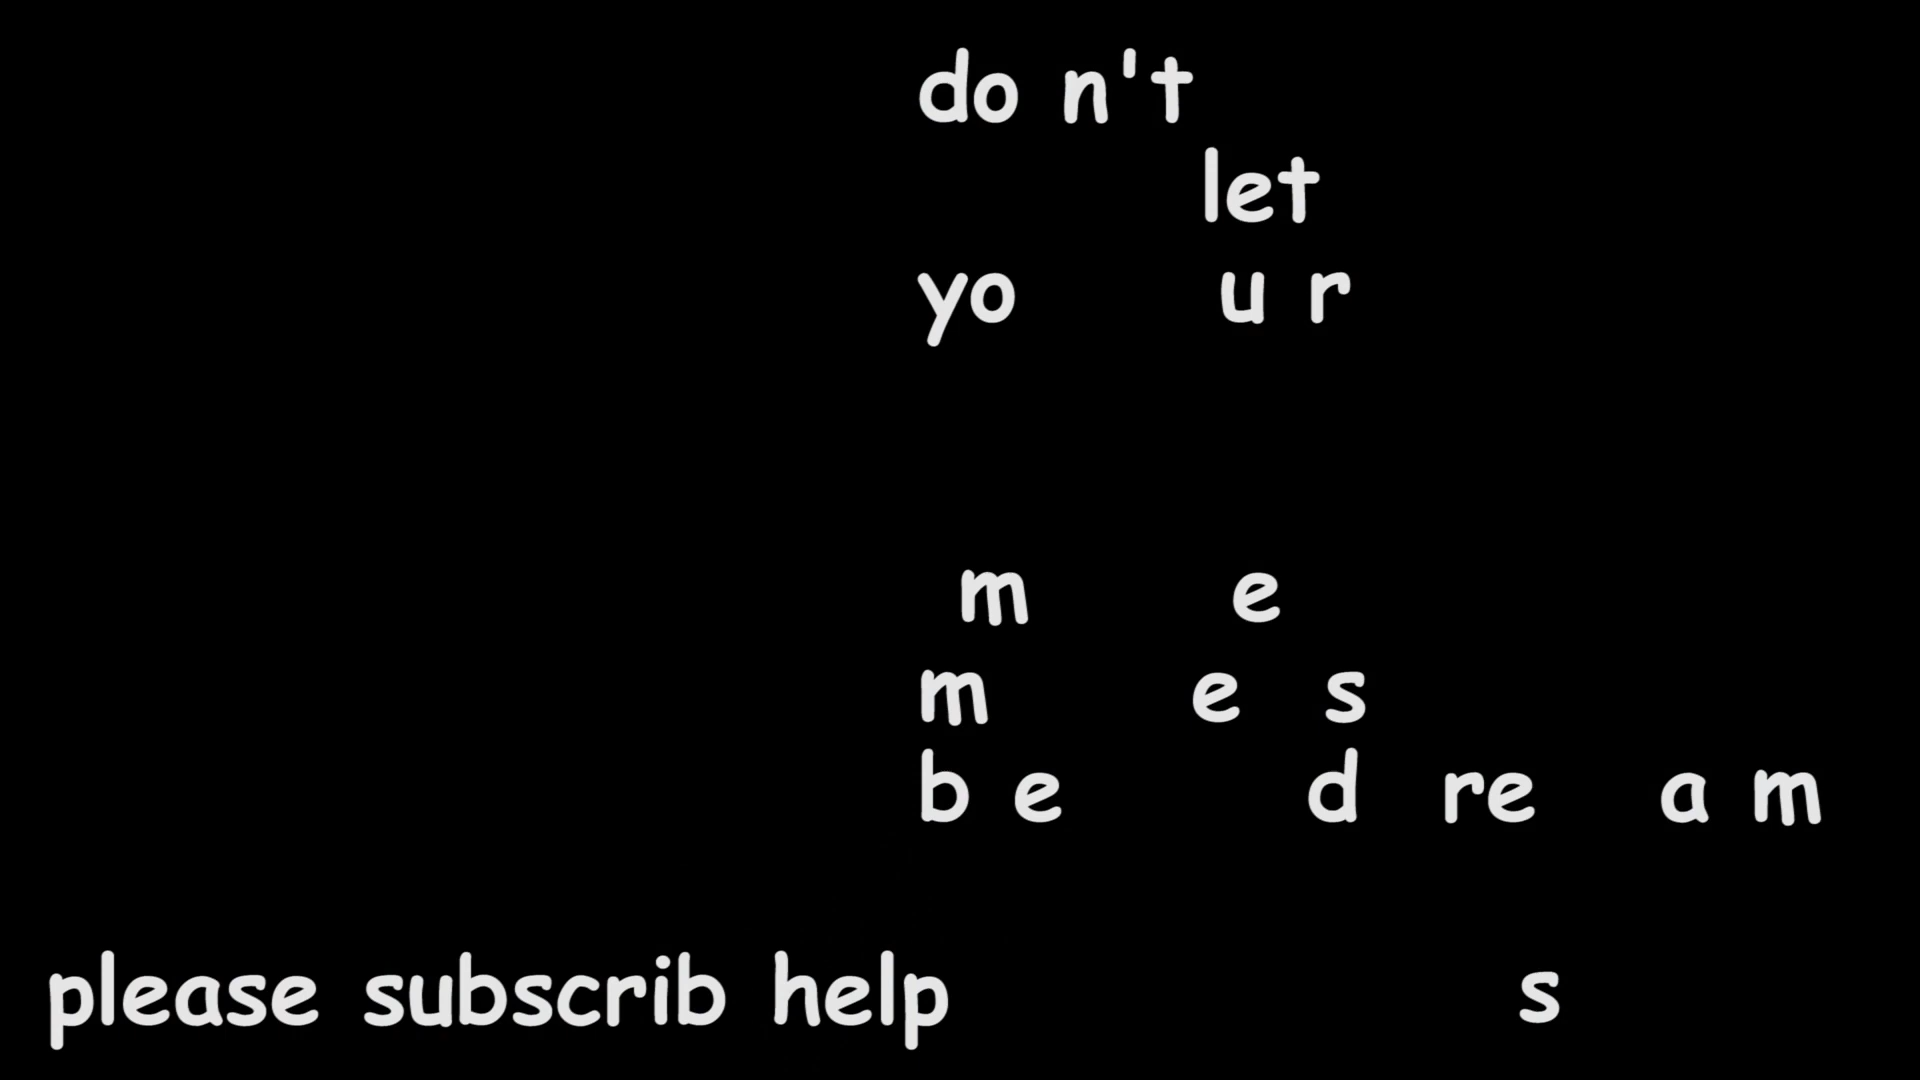 do n't
let
yo u r
m e
m e s
b e d re a m
please subscrib help s